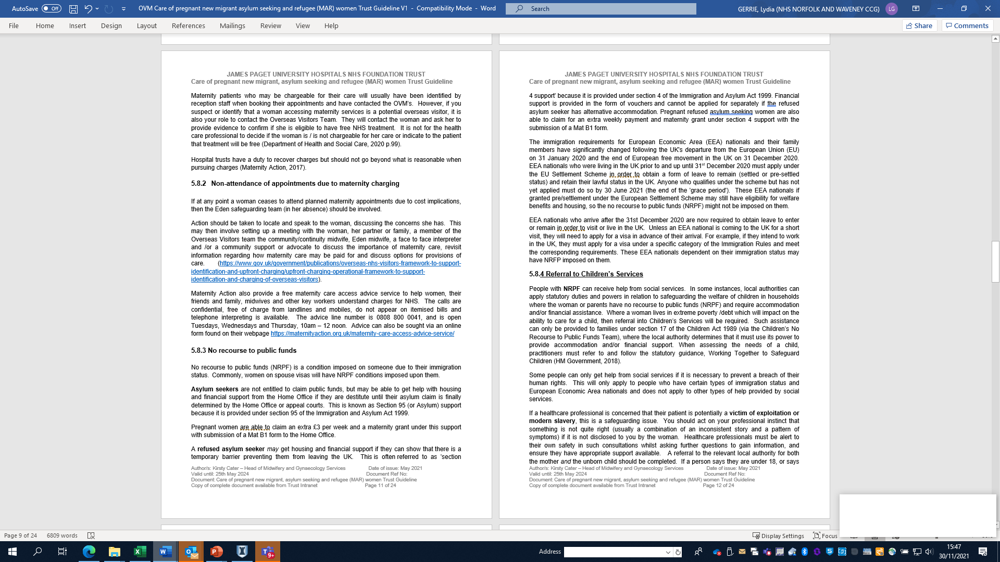 AutoSave Off OVM Care of pregnant new migrant asylum seeking and refugee (MAR) women Trust Guideline V1 - Compatibility Mode - Word Search GERRIE, Lydia (NHS NORFOLK AND WAVENEY CCG) LG
File Home Insert Design Layout References Mailings Review View Help Share Comments
JAMES PAGET UNIVERSITY HOSPITALS NHS FOUNDATION TRUST
Care of pregnant new migrant, asylum seeking and refugee (MAR) women Trust Guideline
Maternity patients who may be chargeable for their care will usually have been identified by
reception staff when booking their appointments and have contacted the OVM's. However, if you
suspect or identify that a woman accessing maternity services is a potential overseas visitor, it is
also your role to contact the Overseas Visitors Team. They will contact the woman and ask her to
provide evidence to confirm if she is eligible to have free NHS treatment. It is not for the health
care professional to decide if the woman is / is not chargeable for her care or indicate to the patient
that treatment will be free (Department of Health and Social Care, 2020 p.99).
Hospital trusts have a duty to recover charges but should not go beyond what is reasonable when
pursuing charges (Maternity Action, 2017).
5.8.2 Non-attendance of appointments due to maternity charging
If at any point a woman ceases to attend planned maternity appointments due to cost implications,
then the Eden safeguarding team (in her absence) should be involved.
Action should be taken to locate and speak to the woman, discussing the concerns she has. This
may then involve setting up a meeting with the woman, her partner or family, a member of the
Overseas Visitors team the community/continuity midwife, Eden midwife, a face to face interpreter
and /or a community support or advocate to discuss the importance of maternity care, revisit
information regarding how maternity care may be paid for and discuss options for provisions of
care. (https://www.gov.uk/government/publications/overseas-nhs-visitors-framework-to-support-
identification-and-upfront-charging/upfront-charging-operational-framework-to-support-
identification-and-charging-of-overseas-visitors).
Maternity Action also provide a free maternity care access advice service to help women, their
friends and family, midwives and other key workers understand charges for NHS. The calls are
confidential, free of charge from landlines and mobiles, do not appear on itemised bills and
telephone interpreting is available. The advice line number is 0808 800 0041, and is open
Tuesdays, Wednesdays and Thursday, 10am – 12 noon. Advice can also be sought via an online
form found on their webpage https://maternityaction.org.uk/maternity-care-access-advice-service/
5.8.3 No recourse to public funds
No recourse to public funds (NRPF) is a condition imposed on someone due to their immigration
status. Commonly, women on spouse visas will have NRPF conditions imposed upon them.
Asylum seekers are not entitled to claim public funds, but may be able to get help with housing
and financial support from the Home Office if they are destitute until their asylum claim is finally
determined by the Home Office or appeal courts. This is known as Section 95 (or Asylum) support
because it is provided under section 95 of the Immigration and Asylum Act 1999.
Pregnant women are able to claim an extra £3 per week and a maternity grant under this support
with submission of a Mat B1 form to the Home Office.
A refused asylum seeker may get housing and financial support if they can show that there is a
temporary barrier preventing them from leaving the UK. This is often referred to as 'section
Author/s: Kirsty Cater – Head of Midwifery and Gynaecology Services Date of issue: May 2021
Valid until: 25th May 2024 Document Ref No:
Document: Care of pregnant new migrant, asylum seeking and refugee (MAR) women Trust Guideline
Copy of complete document available from Trust Intranet Page 11 of 24
JAMES PAGET UNIVERSITY HOSPITALS NHS FOUNDATION TRUST
Care of pregnant new migrant, asylum seeking and refugee (MAR) women Trust Guideline
4 support' because it is provided under section 4 of the Immigration and Asylum Act 1999. Financial
support is provided in the form of vouchers and cannot be applied for separately if the refused
asylum seeker has alternative accommodation. Pregnant refused asylum seeking women are also
able to claim for an extra weekly payment and maternity grant under section 4 support with the
submission of a Mat B1 form.
The immigration requirements for European Economic Area (EEA) nationals and their family
members have significantly changed following the UK's departure from the European Union (EU)
on 31 January 2020 and the end of European free movement in the UK on 31 December 2020.
EEA nationals who were living in the UK prior to and up until 31st December 2020 must apply under
the EU Settlement Scheme in order to obtain a form of leave to remain (settled or pre-settled
status) and retain their lawful status in the UK. Anyone who qualifies under the scheme but has not
yet applied must do so by 30 June 2021 (the end of the 'grace period'). These EEA nationals if
granted pre/settlement under the European Settlement Scheme may still have eligibility for welfare
benefits and housing, so the no recourse to public funds (NRPF) might not be imposed on them.
EEA nationals who arrive after the 31st December 2020 are now required to obtain leave to enter
or remain in order to visit or live in the UK. Unless an EEA national is coming to the UK for a short
visit, they will need to apply for a visa in advance of their arrival. For example, if they intend to work
in the UK, they must apply for a visa under a specific category of the Immigration Rules and meet
the corresponding requirements. These EEA nationals dependent on their immigration status may
have NRFP imposed on them.
5.8.4 Referral to Children's Services
People with NRPF can receive help from social services. In some instances, local authorities can
apply statutory duties and powers in relation to safeguarding the welfare of children in households
where the woman or parents have no recourse to public funds (NRPF) and require accommodation
and/or financial assistance. Where a woman lives in extreme poverty /debt which will impact on the
ability to care for a child, then referral into Children's Services will be required. Such assistance
can only be provided to families under section 17 of the Children Act 1989 (via the Children's No
Recourse to Public Funds Team), where the local authority determines that it must use its power to
provide accommodation and/or financial support. When assessing the needs of a child,
practitioners must refer to and follow the statutory guidance, Working Together to Safeguard
Children (HM Government, 2018).
Some people can only get help from social services if it is necessary to prevent a breach of their
human rights. This will only apply to people who have certain types of immigration status and
European Economic Area nationals and does not apply to other types of help provided by social
services.
If a healthcare professional is concerned that their patient is potentially a victim of exploitation or
modern slavery, this is a safeguarding issue. You should act on your professional instinct that
something is not quite right (usually a combination of an inconsistent story and a pattern of
symptoms) if it is not disclosed to you by the woman. Healthcare professionals must be alert to
their own safety in such consultations whilst asking further questions to gain information, and
ensure they have appropriate support available. A referral to the relevant local authority for both
the mother and the unborn child should be completed. If a person says they are under 18, or says
Author/s: Kirsty Cater – Head of Midwifery and Gynaecology Services Date of issue: May 2021
Valid until: 25th May 2024 Document Ref No:
Document: Care of pregnant new migrant, asylum seeking and refugee (MAR) women Trust Guideline
Copy of complete document available from Trust Intranet Page 12 of 24
Page 9 of 24 6809 words Display Settings Focus
Address 15:47
30/11/2021